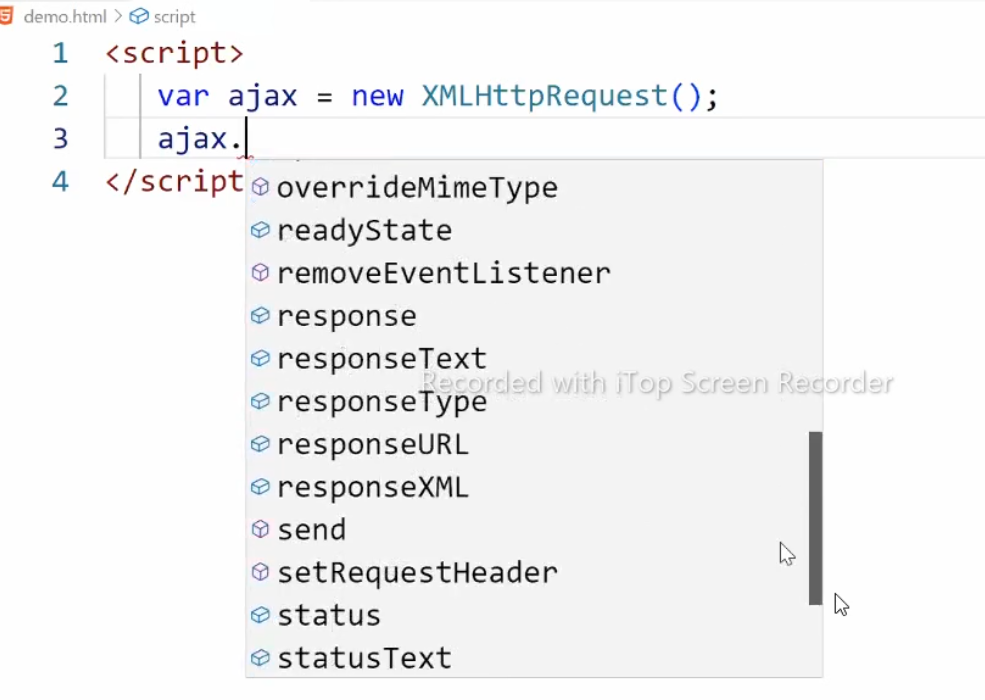 demo.html > script
1 <script>
2 var ajax = new XMLHttpRequest();
3 ajax.
4 </script
overrideMimeType
readyState
removeEventListener
response
responseText
Recorded with iTop Screen Recorder
responseType
responseURL
responseXML
send
setRequestHeader
status
statusText